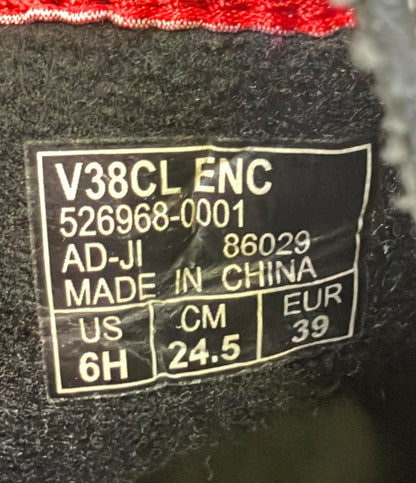 V38CL ENC
526968-0001
AD-JI 86029
MADE IN CHINA
US CM EUR
6H 24.5 39